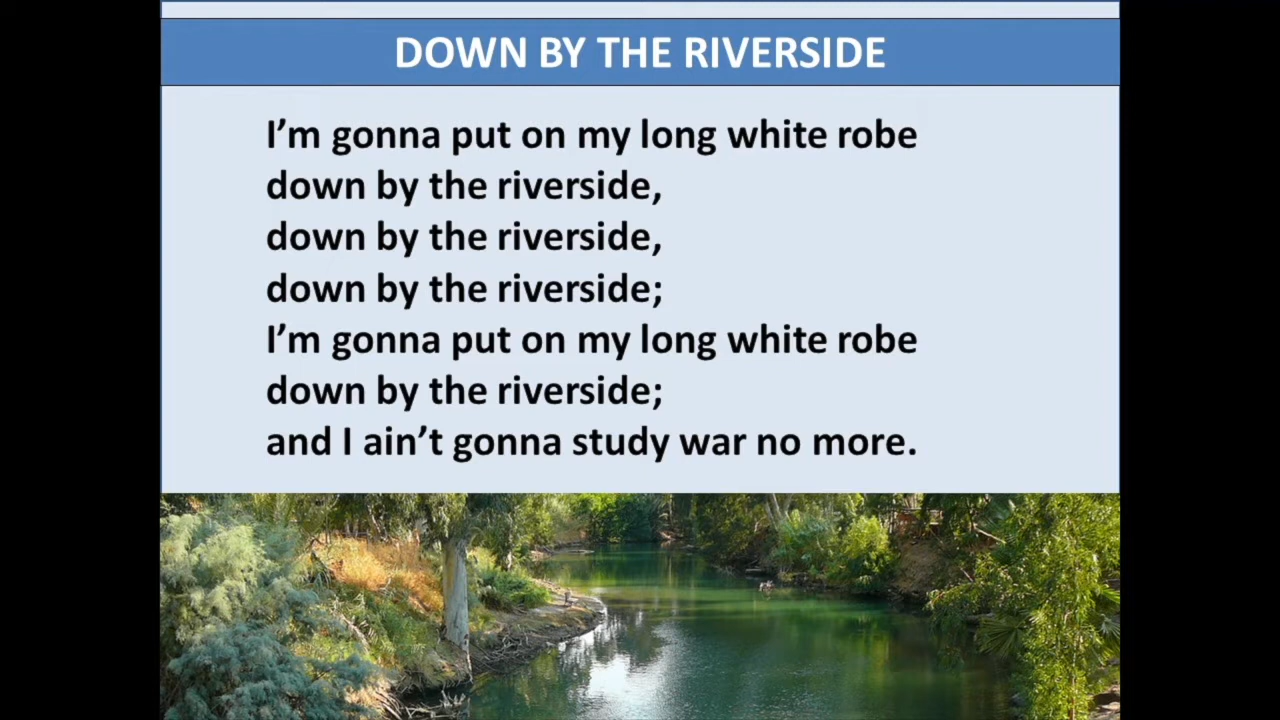 DOWN BY THE RIVERSIDE
I’m gonna put on my long white robe
down by the riverside,
down by the riverside,
down by the riverside;
I’m gonna put on my long white robe
down by the riverside;
and I ain’t gonna study war no more.